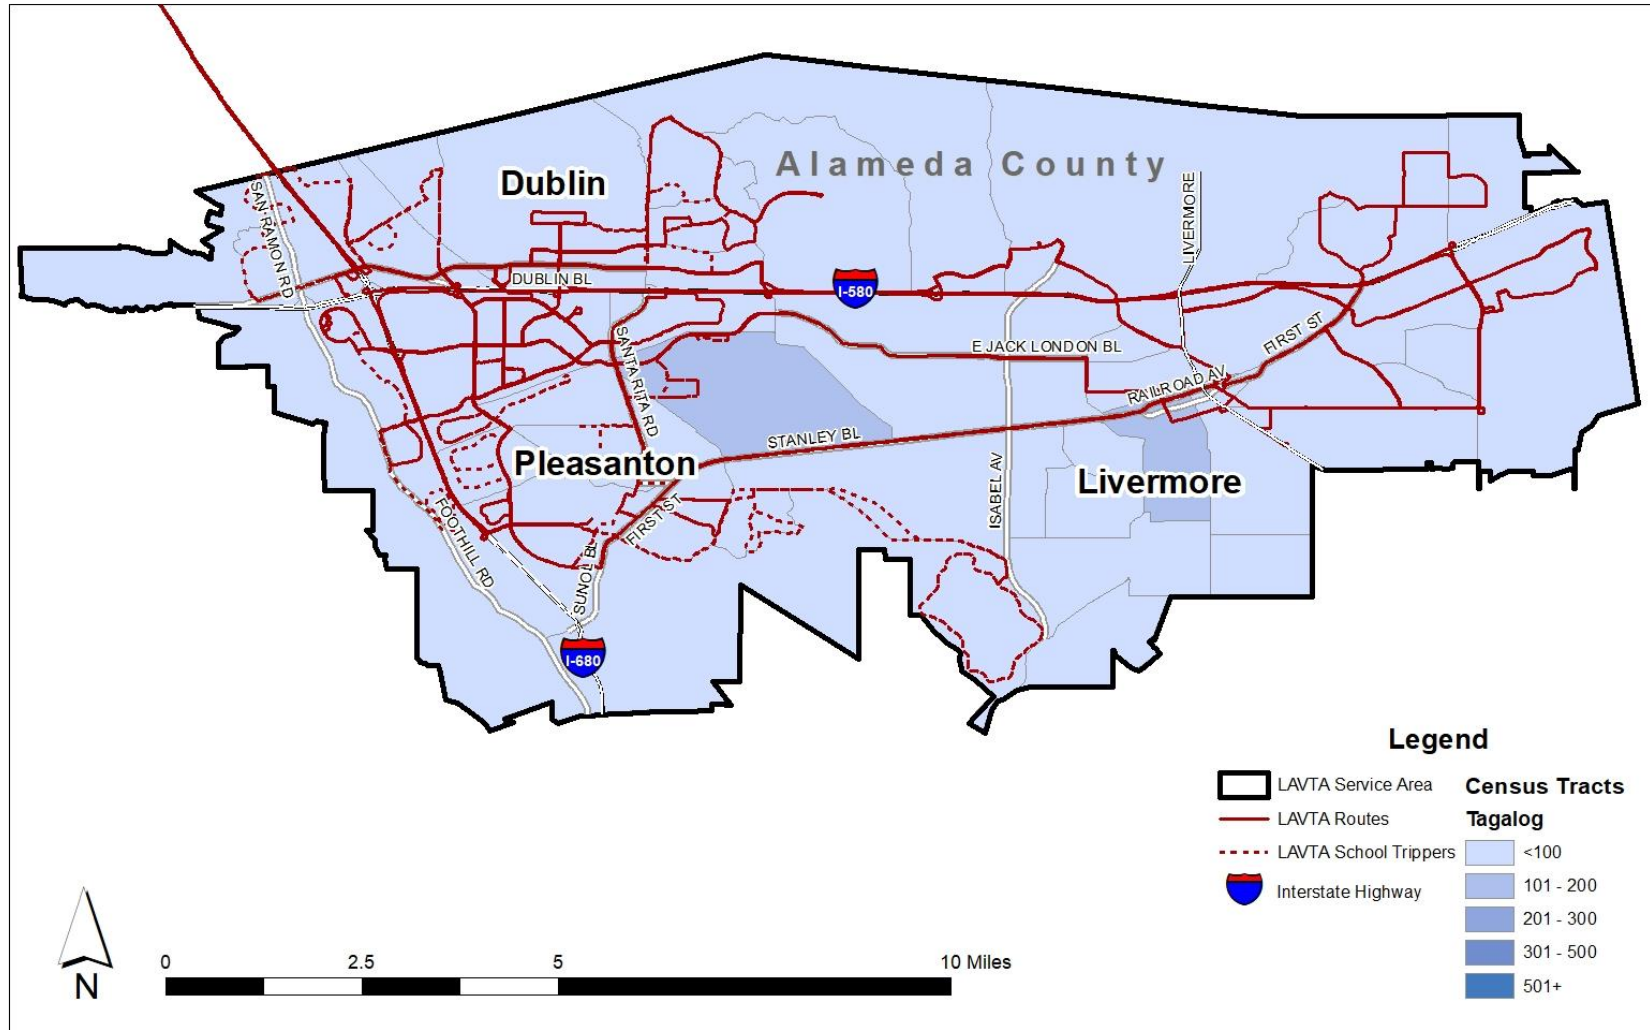 Alameda County
Dublin
SAN RAMON RD
LIVERMORE
DUBLIN BL
I-580
FIRST ST
SANTA RITA RD
E JACK LONDON BL
RAILROAD AV
STANLEY BL
Pleasanton
Livermore
ISABEL AV
FOOTHILL RD
FIRST ST
SUNOL BL
I-680
Legend
LAVTA Service Area
LAVTA Routes
LAVTA School Trippers
Interstate Highway
Census Tracts
Tagalog
<100
101 - 200
201 - 300
301 - 500
501+
N
0 2.5 5 10 Miles